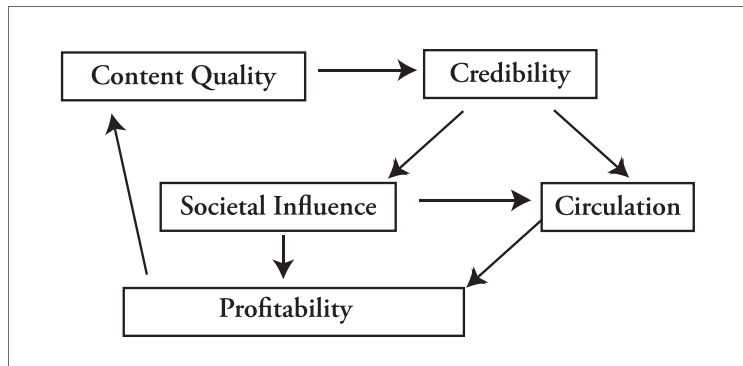 Content Quality
Credibility
Societal Influence
Circulation
Profitability